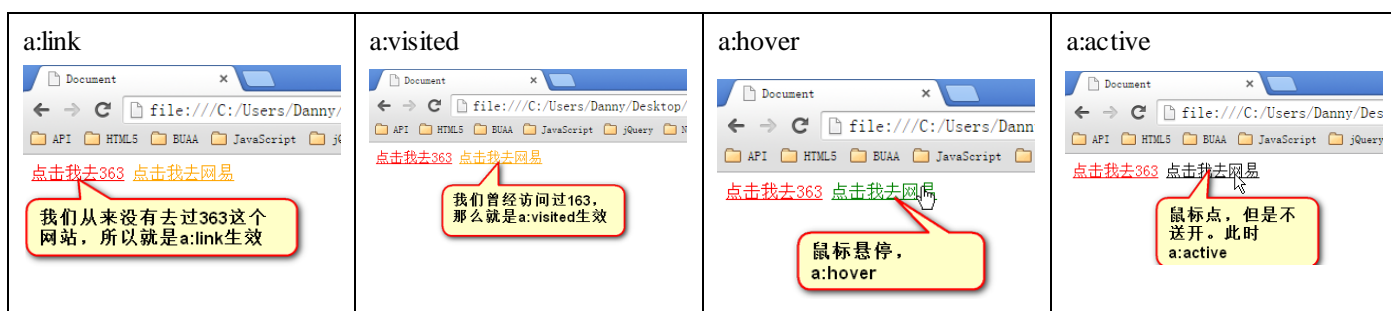 a:link
Document ×
file:///C:/Users/Danny/
API HTML5 BUAA JavaScript
点击我去363 点击我去网易
我们从来没有去过363这个
网站，所以就是a:link生效
a:visited
Document ×
file:///C:/Users/Danny/Desktop/
API HTML5 BUAA JavaScript jQuery N
点击我去363 点击我去网易
我们曾经访问过163，
那么就是a:visited生效
a:hover
Document ×
file:///C:/Users/Dann
API HTML5 BUAA JavaScript
点击我去363 点击我去网易
鼠标悬停，
a:hover
a:active
Document ×
file:///C:/Users/Danny/Des
API HTML5 BUAA JavaScript jQuery
点击我去363 点击我去网易
鼠标点，但是不
送开。此时
a:active